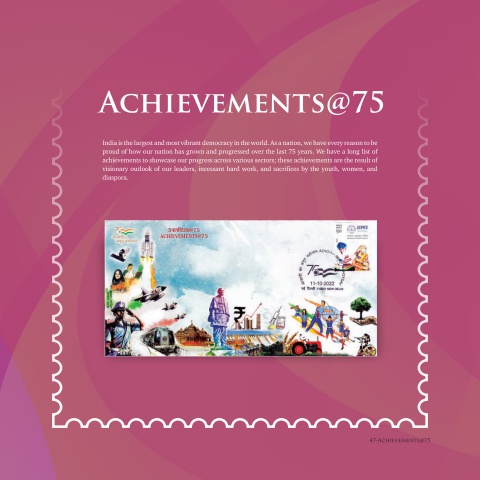 ACHIEVEMENTS@75
India is the largest and most vibrant democracy in the world. As a nation, we have every reason to be
proud of how our nation has grown and progressed over the last 75 years. We have a long list of
achievements to showcase our progress across various sectors; these achievements are the result of
visionary outlook of our leaders, incessant hard work, and sacrifices by the youth, women, and
diaspora.
उपलब्धियां@75
ACHIEVEMENTS@75
75
11-10-2022
नई दिल्ली
NEW DELHI
47-ACHIEVEMENTS@75